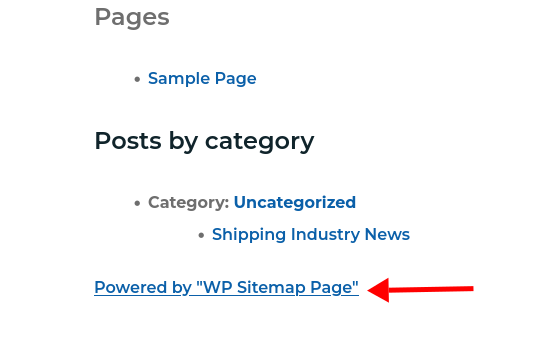 Pages
Sample Page
Posts by category
Category: Uncategorized
Shipping Industry News
Powered by "WP Sitemap Page"